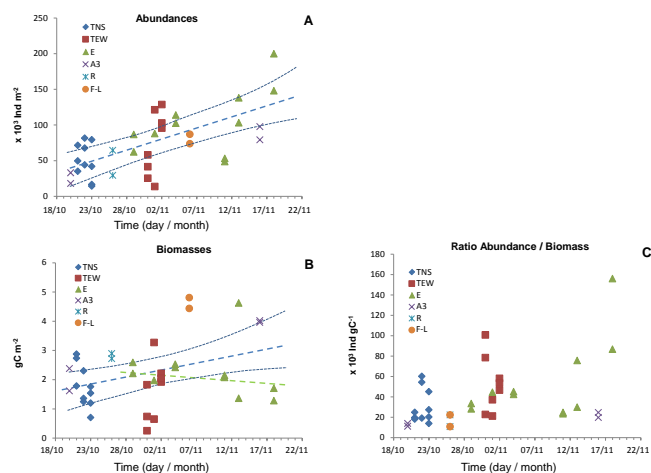 Abundances
A
TNS
TEW
E
A3
R
F-L
250
200
150
100
50
0
x 10³ Ind m⁻²
18/10 23/10 28/10 02/11 07/11 12/11 17/11 22/11
Time (day / month)
Biomasses
B
TNS
TEW
E
A3
R
F-L
6
5
4
3
2
1
0
gC m⁻²
18/10 23/10 28/10 02/11 07/11 12/11 17/11 22/11
Time (day / month)
Ratio Abundance / Biomass
C
TNS
TEW
E
A3
R
F-L
180
160
140
120
100
80
60
40
20
0
x 10³ Ind gC⁻¹
18/10 23/10 28/10 02/11 07/11 12/11 17/11 22/11
Time (day / month)